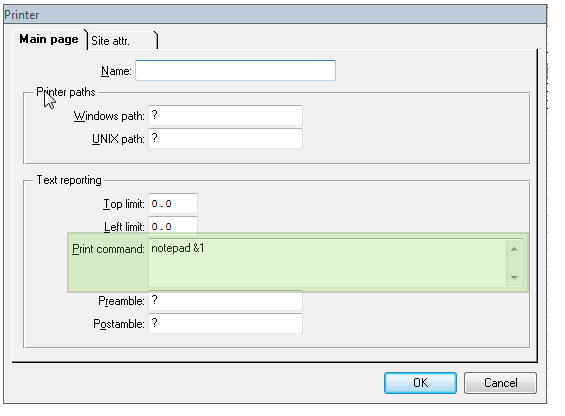 Printer
Main page Site attr.
Name:
Printer paths
Windows path: ?
UNIX path: ?
Text reporting
Top limit: 0.0
Left limit: 0.0
Print command: notepad &1
Preamble: ?
Postamble: ?
OK Cancel